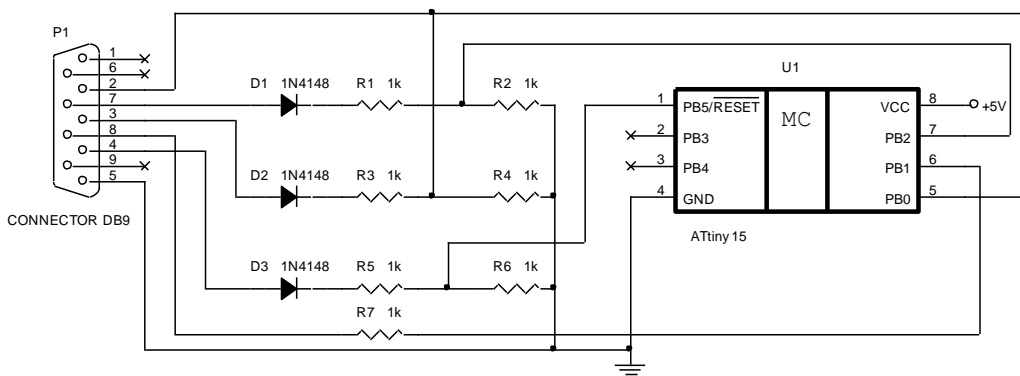 P1
1
6
2
7
3
8
4
9
5
CONNECTOR DB9
D1 1N4148
R1 1k
R2 1k
D2 1N4148
R3 1k
R4 1k
D3 1N4148
R5 1k
R6 1k
R7 1k
U1
MC
1 PB5/RESET
2 PB3
3 PB4
4 GND
VCC 8 +5V
PB2 7
PB1 6
PB0 5
ATtiny 15